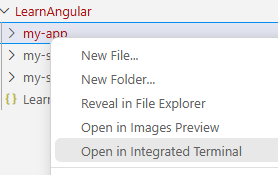 LearnAngular
my-app
New File...
my-s
New Folder...
my-s
Reveal in File Explorer
{} Learn
Open in Images Preview
Open in Integrated Terminal